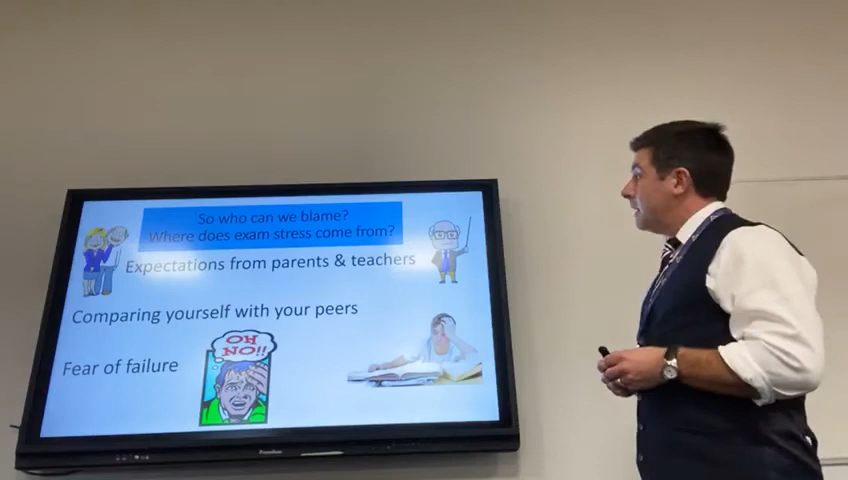 So who can we blame?
Where does exam stress come from?
Expectations from parents & teachers
Comparing yourself with your peers
OH
NO!!
Fear of failure